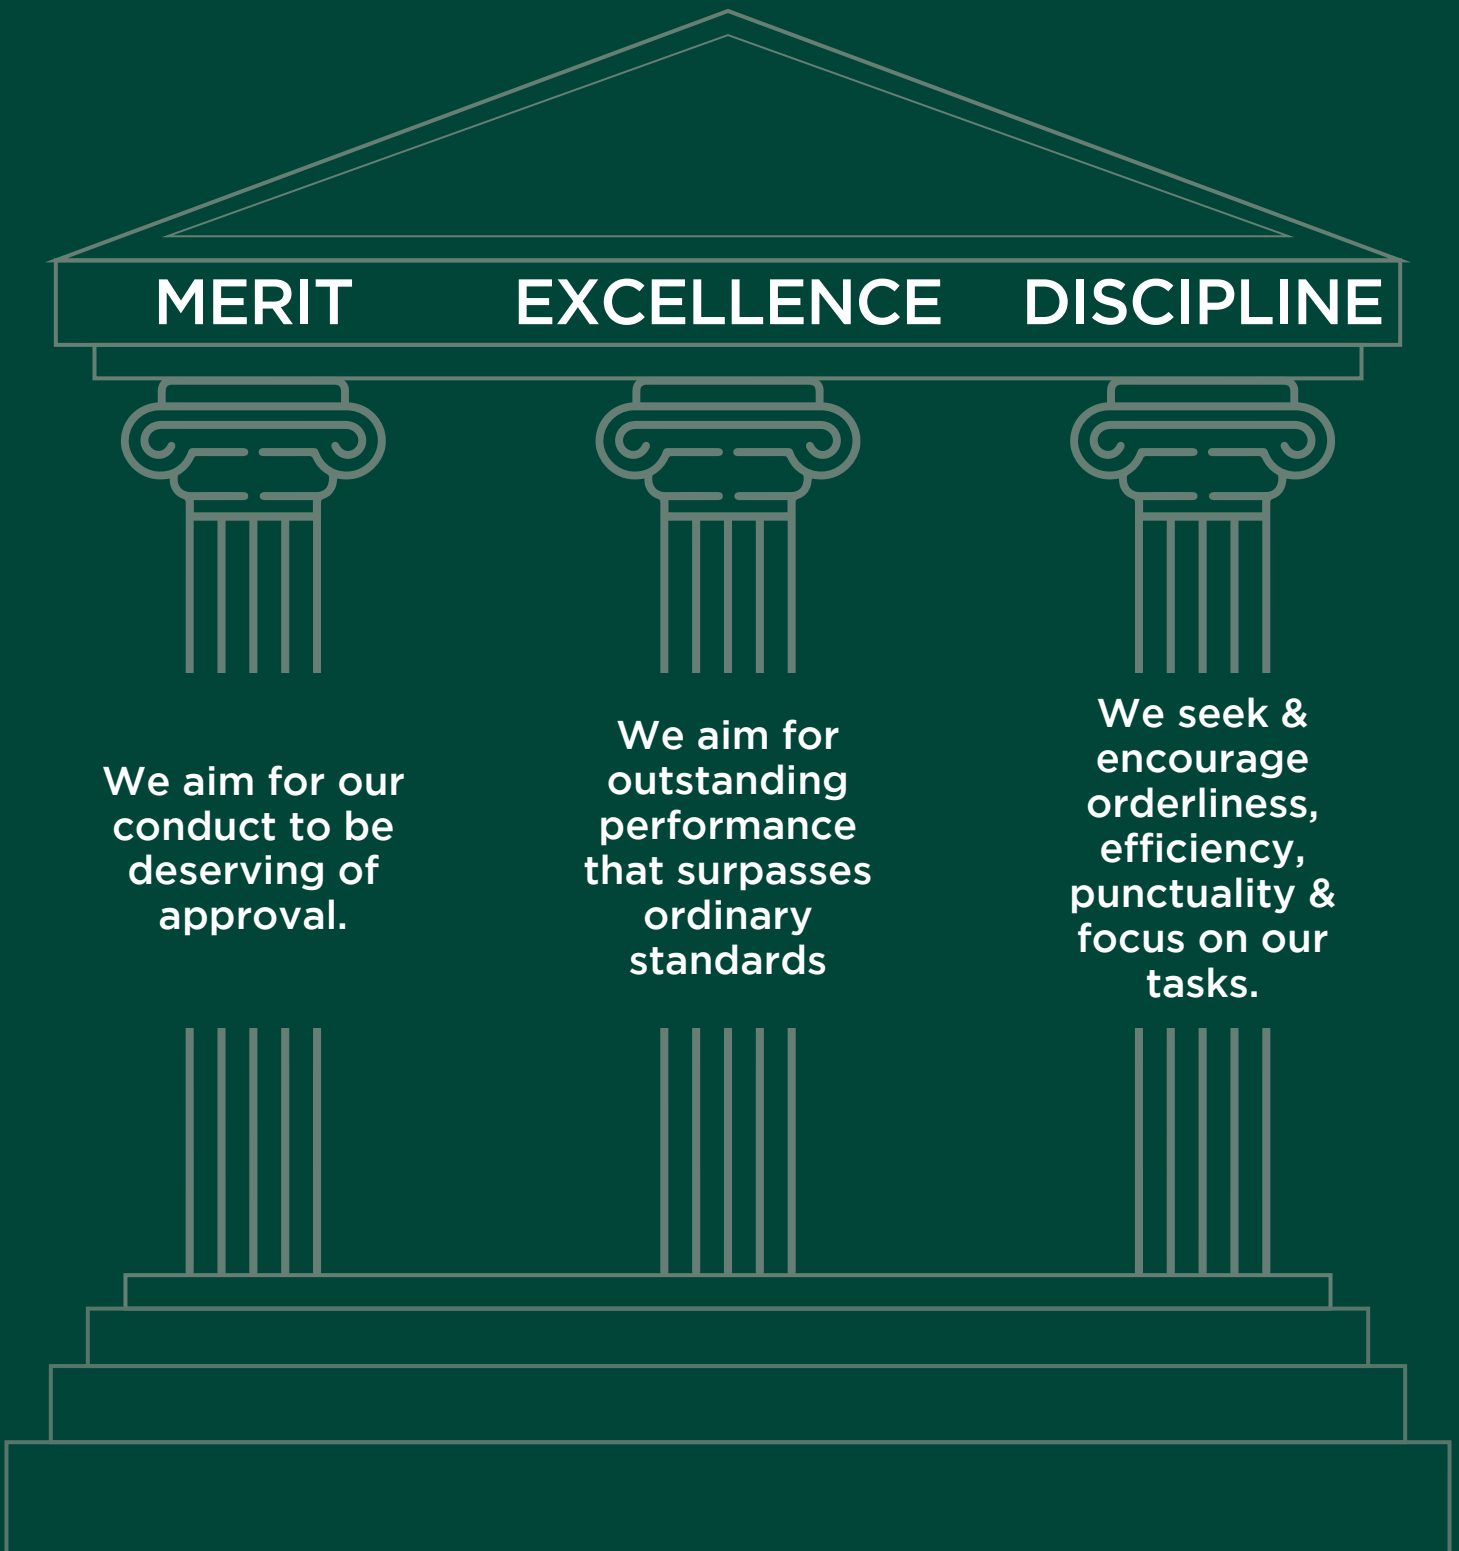 MERIT EXCELLENCE DISCIPLINE
We aim for our
conduct to be
deserving of
approval.
We aim for
outstanding
performance
that surpasses
ordinary
standards
We seek &
encourage
orderliness,
efficiency,
punctuality &
focus on our
tasks.